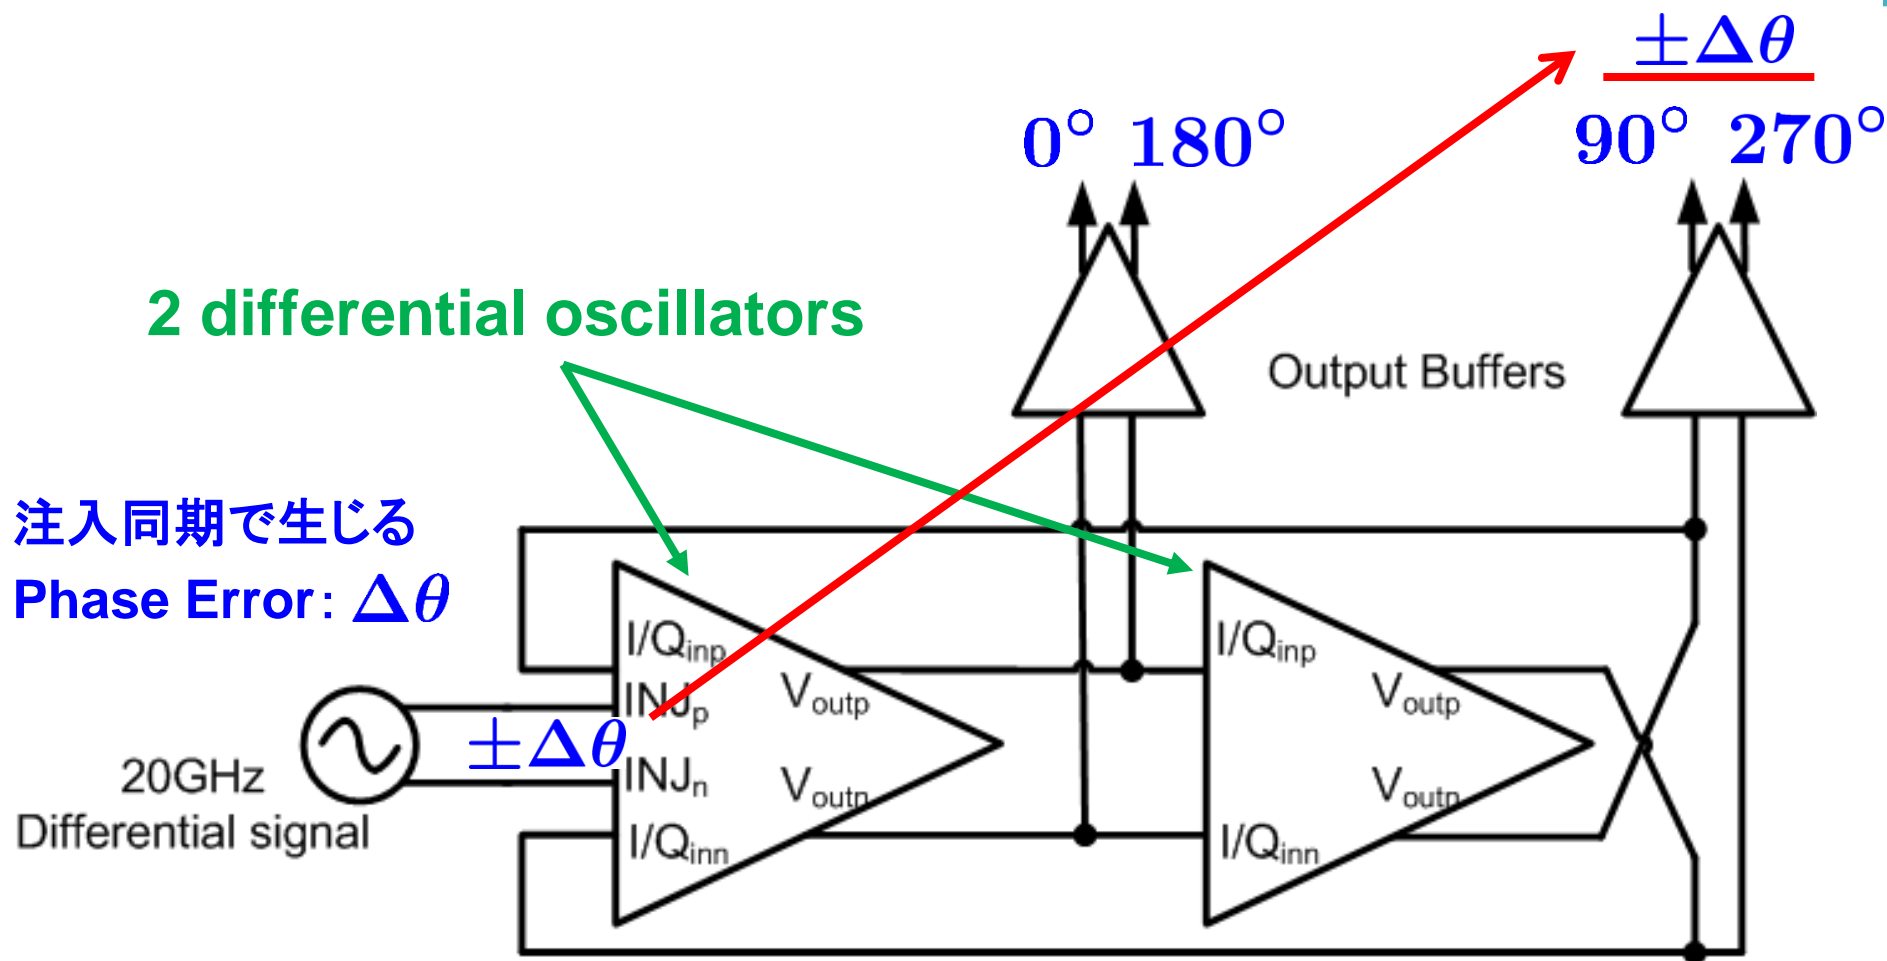 ±Δθ
0° 180°
90° 270°
2 differential oscillators
Output Buffers
注入同期で生じる
Phase Error: Δθ
I/Qinp
INJp
Voutp
±Δθ
INJn
Voutn
I/Qinn
20GHz
Differential signal
I/Qinp
Voutp
Voutn
I/Qinn